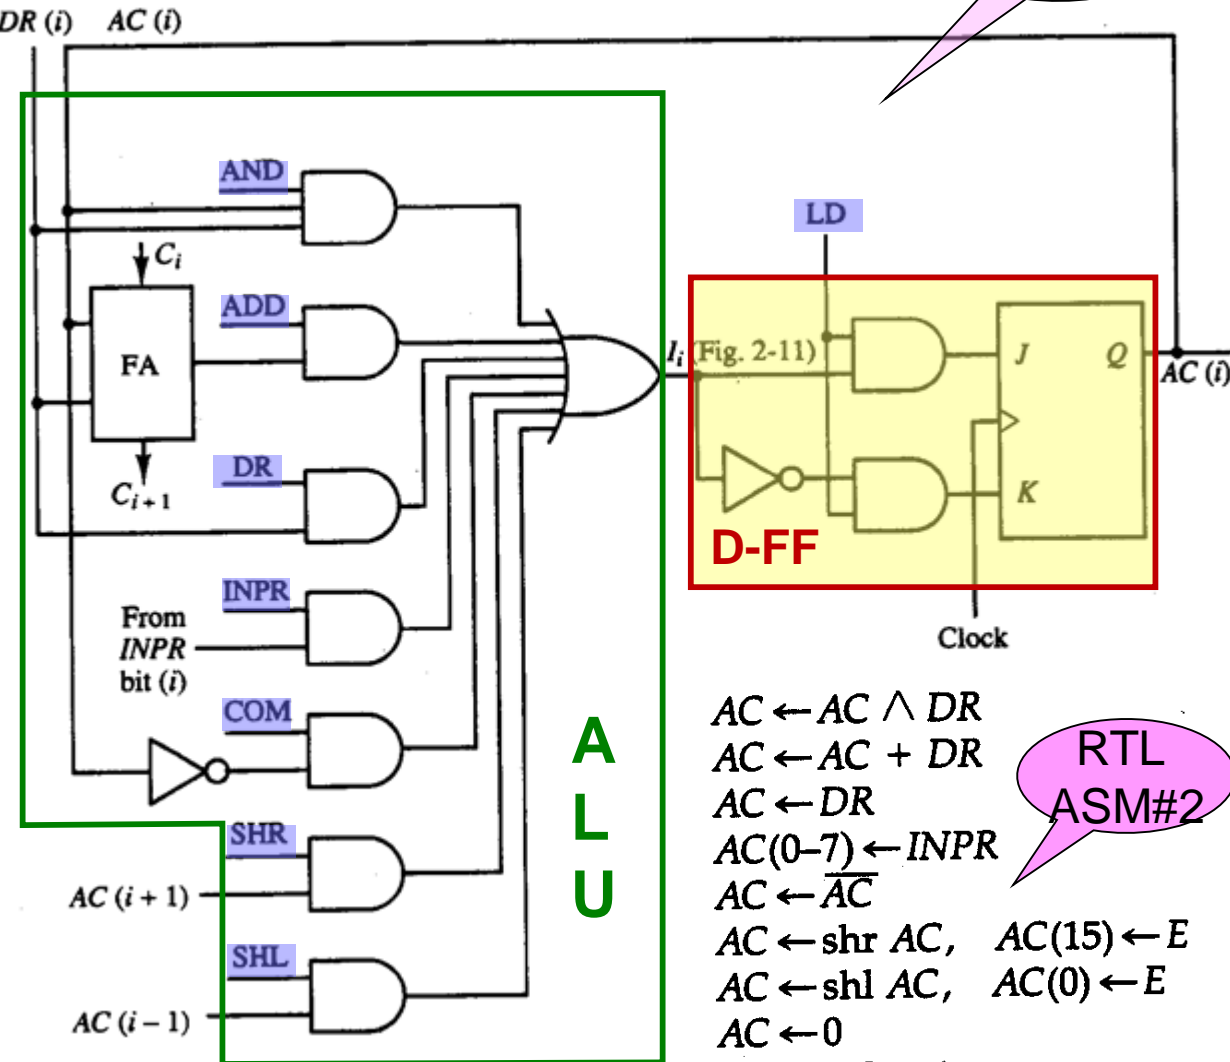 DR (i) AC (i)
AND
LD
C_i
ADD
I_i (Fig. 2-11)
FA
J
Q
AC (i)
DR
C_{i+1}
K
D-FF
INPR
From
INPR
bit (i)
Clock
COM
A
L
U
SHR
AC (i + 1)
SHL
AC (i − 1)
AC ← AC ∧ DR
AC ← AC + DR
AC ← DR
AC(0–7) ← INPR
AC ← \overline{AC}
AC ← shr AC, AC(15) ← E
AC ← shl AC, AC(0) ← E
AC ← 0
RTL
ASM#2